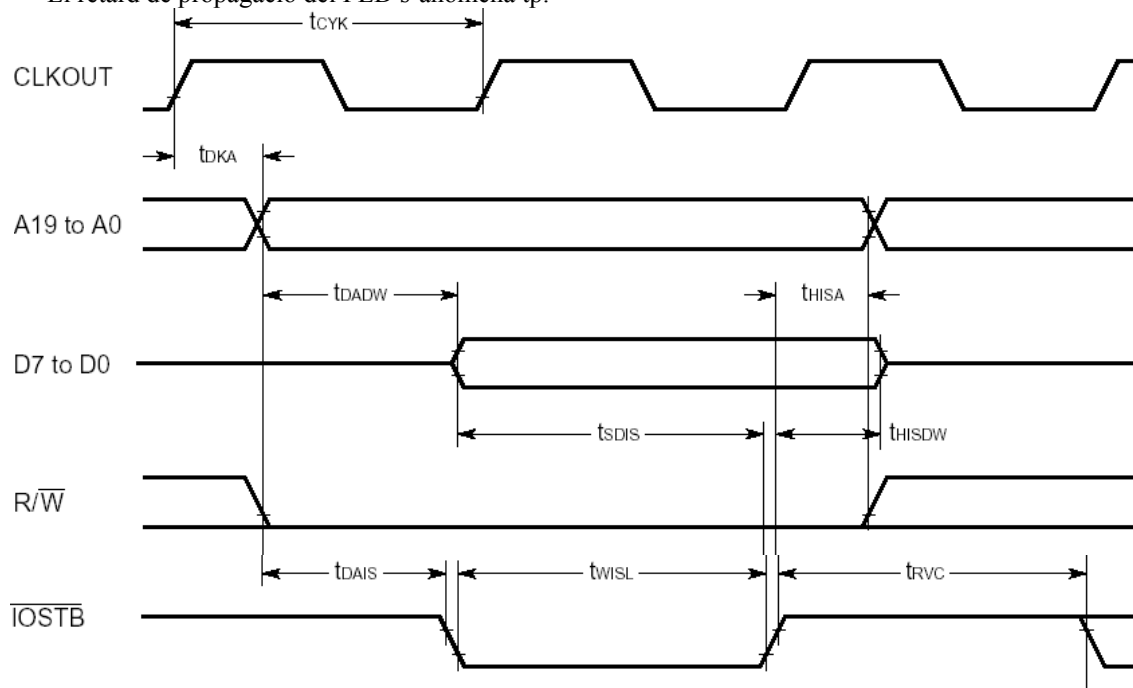 El retard de propagació del PLD s'anomena tp.
tCYK
CLKOUT
tDKA
A19 to A0
tDADW
tHISA
D7 to D0
tSDIS
tHISDW
R/W̅
tDAIS
tWISL
tRVC
I̅O̅S̅T̅B̅